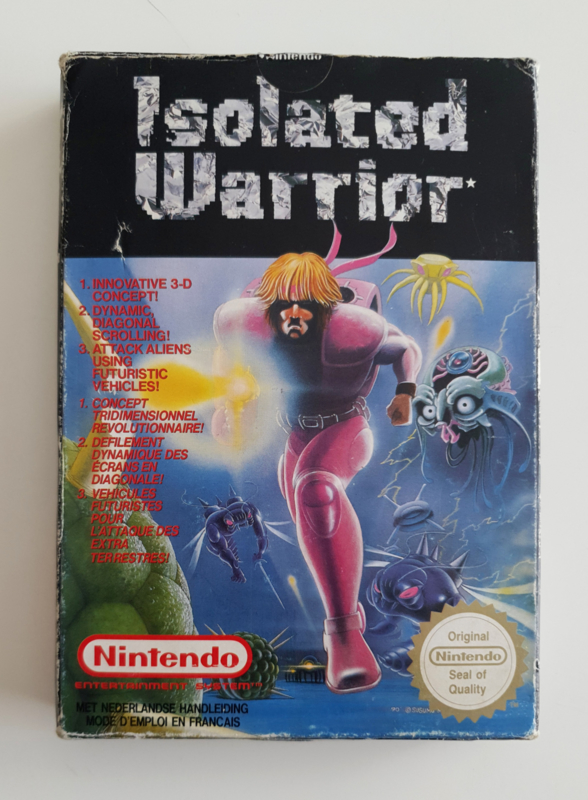 Nintendo
Isolated
Warrior
1. INNOVATIVE 3-D
CONCEPT!
2. DYNAMIC,
DIAGONAL
SCROLLING!
3. ATTACK ALIENS
USING
FUTURISTIC
VEHICLES!
1. CONCEPT
TRIDIMENSIONNEL
REVOLUTIONNAIRE!
2. DEFILEMENT
DYNAMIQUE DES
ÉCRANS EN
DIAGONALE!
3. VEHICULES
FUTURISTES
POUR
L'ATTAQUE DES
EXTRA
TERRESTRES!
Nintendo
ENTERTAINMENT SYSTEM™
MET NEDERLANDSE HANDLEIDING
MODE D'EMPLOI EN FRANCAIS
Original
Nintendo
Seal of
Quality